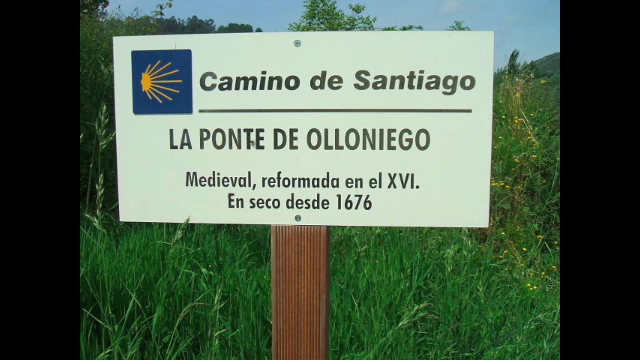 Camino de Santiago
LA PONTE DE OLLONIEGO
Medieval, reformada en el XVI.
En seco desde 1676